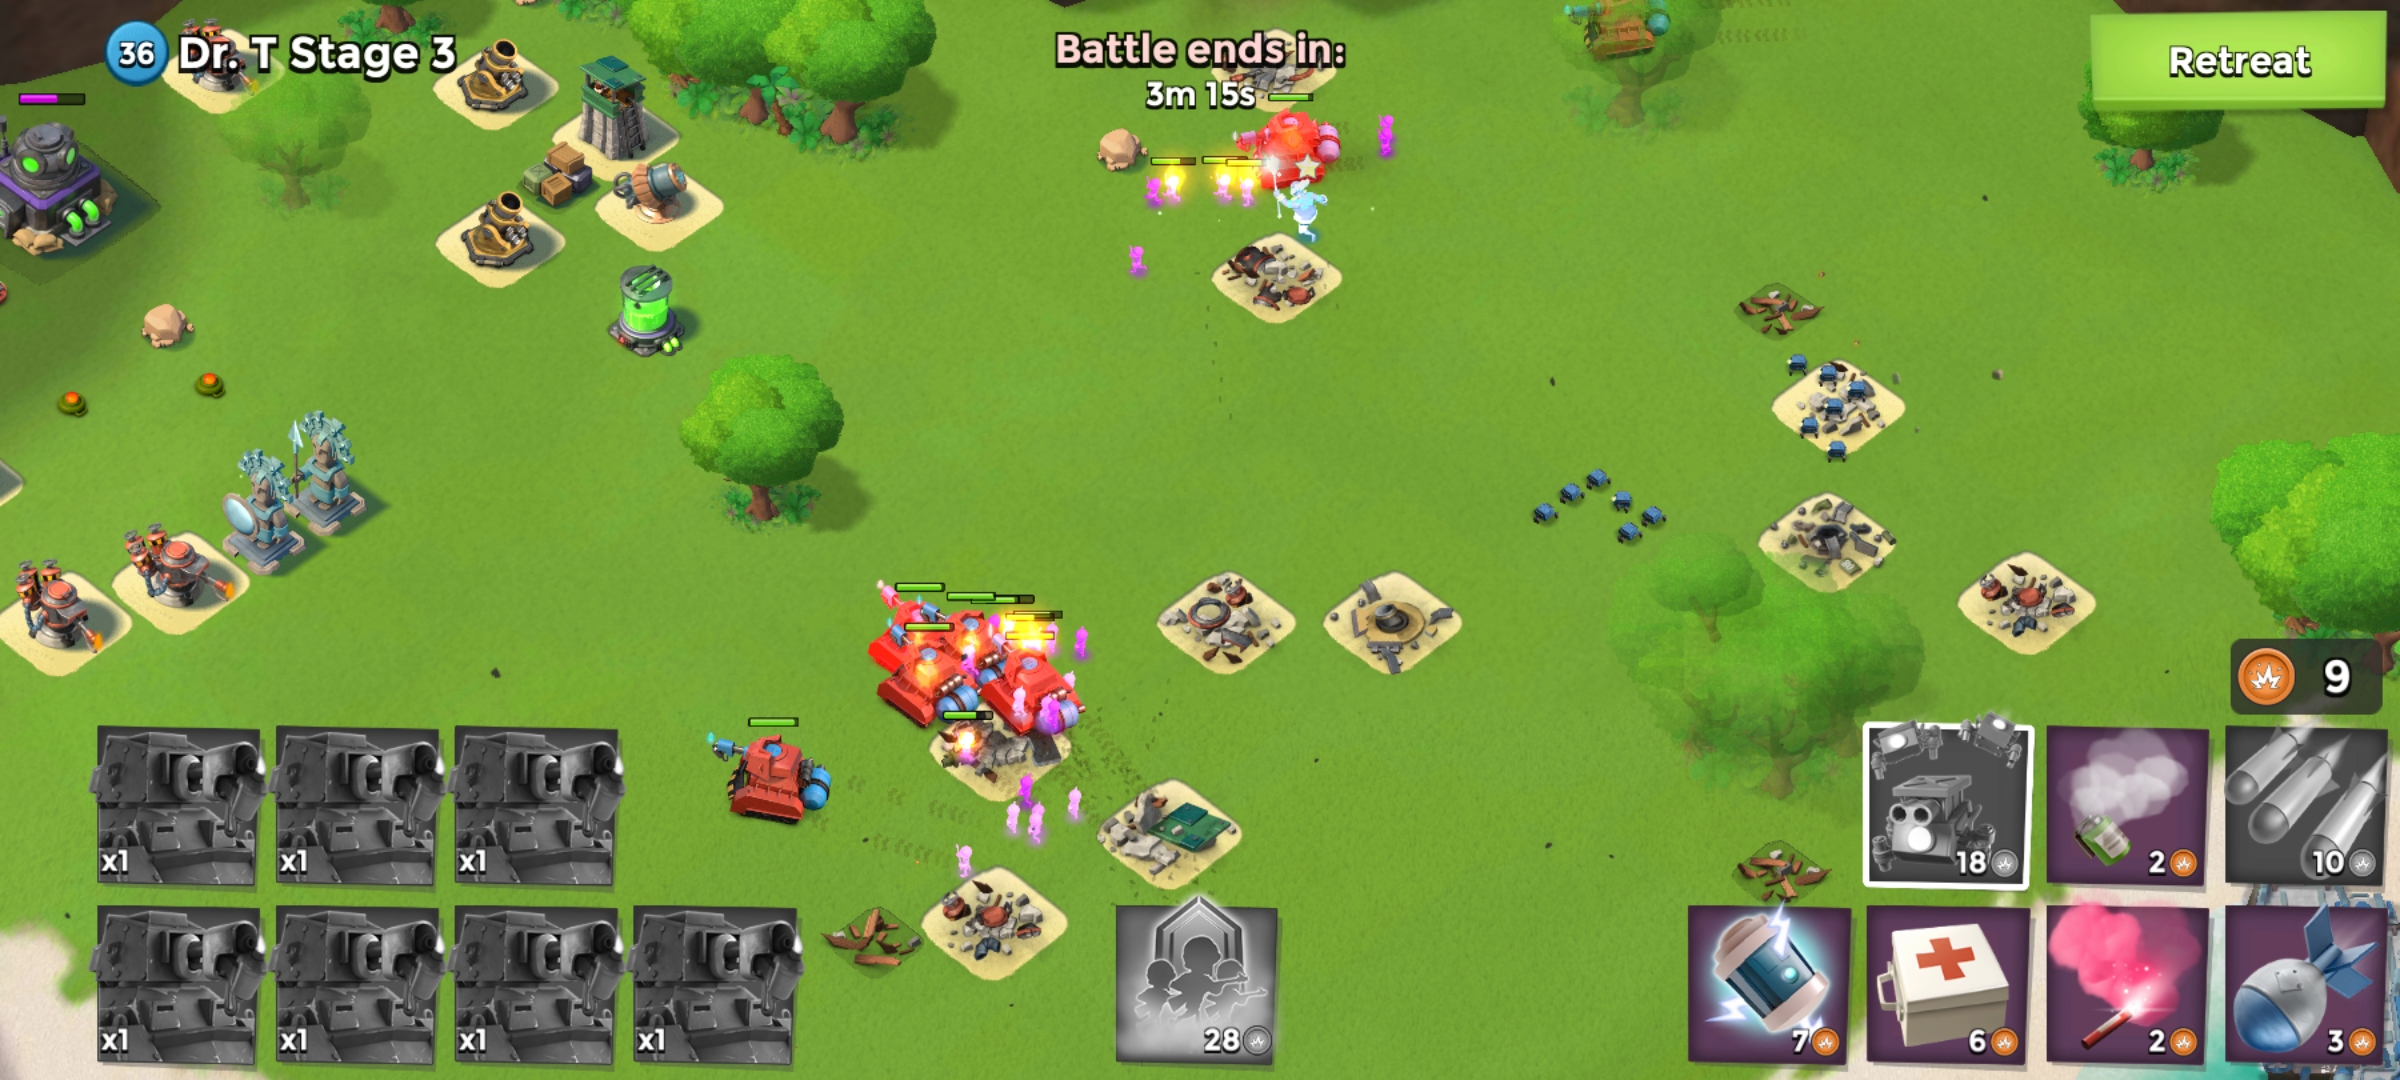 36 Dr. T Stage 3
Battle ends in:
3m 15s
Retreat
9
x1 x1 x1
18 2 10
x1 x1 x1 x1
28
7 6 2 3